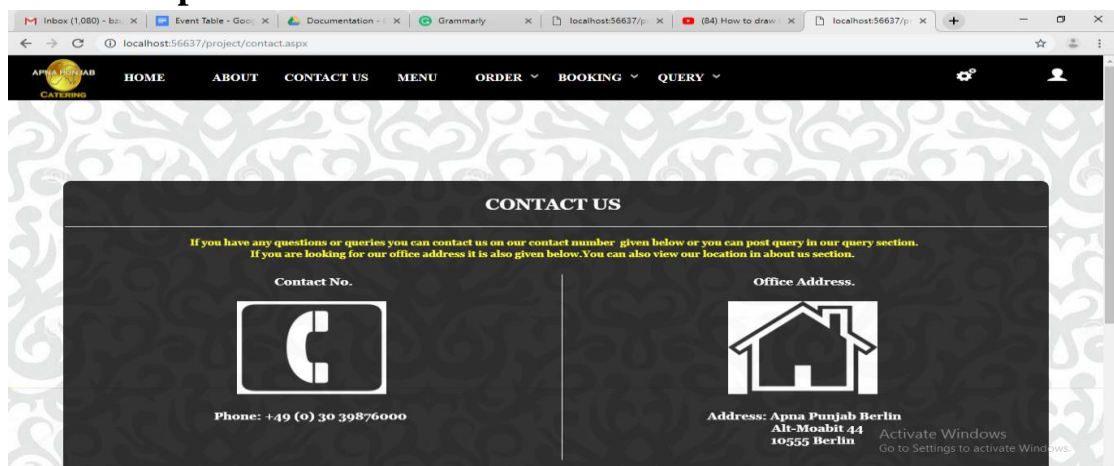 Inbox (1,080) - bz
Event Table - Goog
Documentation -
Grammarly
localhost:56637/p
(84) How to draw
localhost:56637/p
localhost:56637/project/contact.aspx
APNA PUNJAB
CATERING
HOME
ABOUT
CONTACT US
MENU
ORDER
BOOKING
QUERY
CONTACT US
If you have any questions or queries you can contact us on our contact number given below or you can post query in our query section.
If you are looking for our office address it is also given below.You can also view our location in about us section.
Contact No.
Phone: +49 (0) 30 39876000
Office Address.
Address: Apna Punjab Berlin
Alt-Moabit 44
10555 Berlin
Activate Windows
Go to Settings to activate Windows.